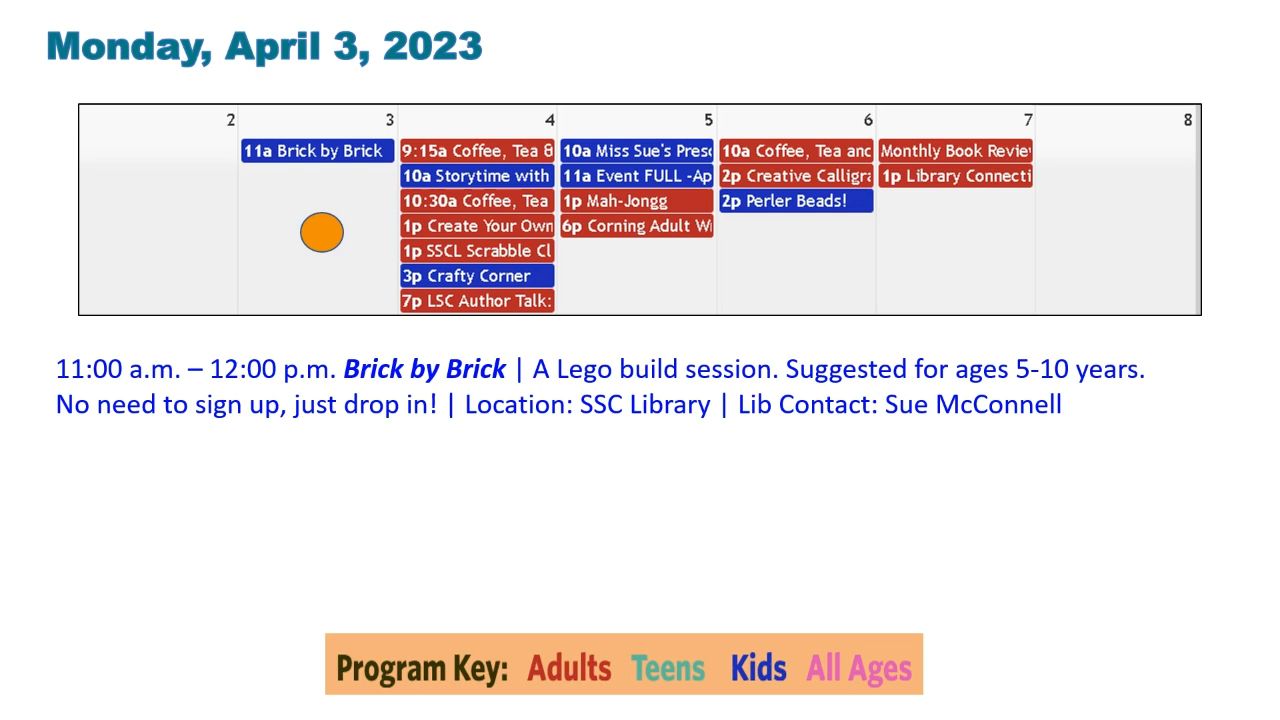 Monday, April 3, 2023
2 3 4 5 6 7 8
11a Brick by Brick 9:15a Coffee, Tea & 10a Miss Sue's Presc 10a Coffee, Tea and Monthly Book Review
10a Storytime with 11a Event FULL -Ap 2p Creative Calligra 1p Library Connecti
10:30a Coffee, Tea 1p Mah-Jongg 2p Perler Beads!
1p Create Your Own 6p Corning Adult Wr
1p SSCL Scrabble Cl
3p Crafty Corner
7p LSC Author Talk:
11:00 a.m. – 12:00 p.m. Brick by Brick | A Lego build session. Suggested for ages 5-10 years.
No need to sign up, just drop in! | Location: SSC Library | Lib Contact: Sue McConnell
Program Key: Adults Teens Kids All Ages